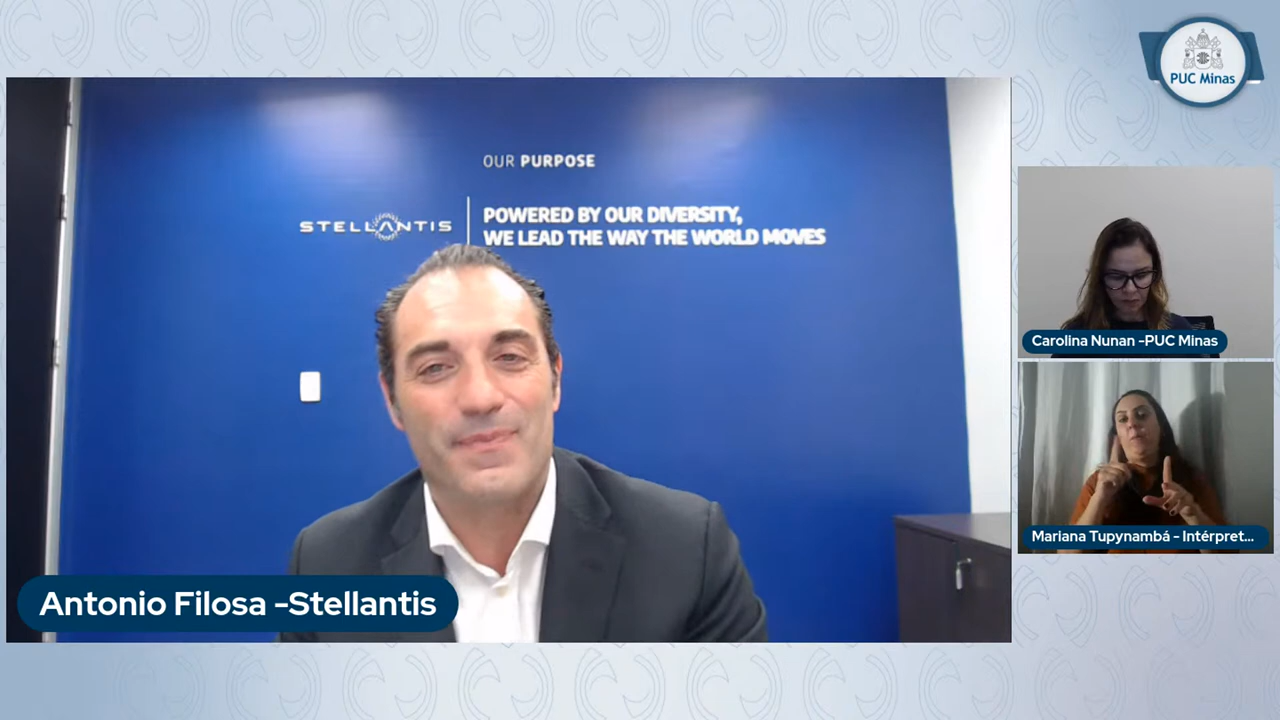 PUC Minas
OUR PURPOSE
STELLANTIS
POWERED BY OUR DIVERSITY,
WE LEAD THE WAY THE WORLD MOVES
Antonio Filosa -Stellantis
Carolina Nunan -PUC Minas
Mariana Tupynambá - Intérpret...